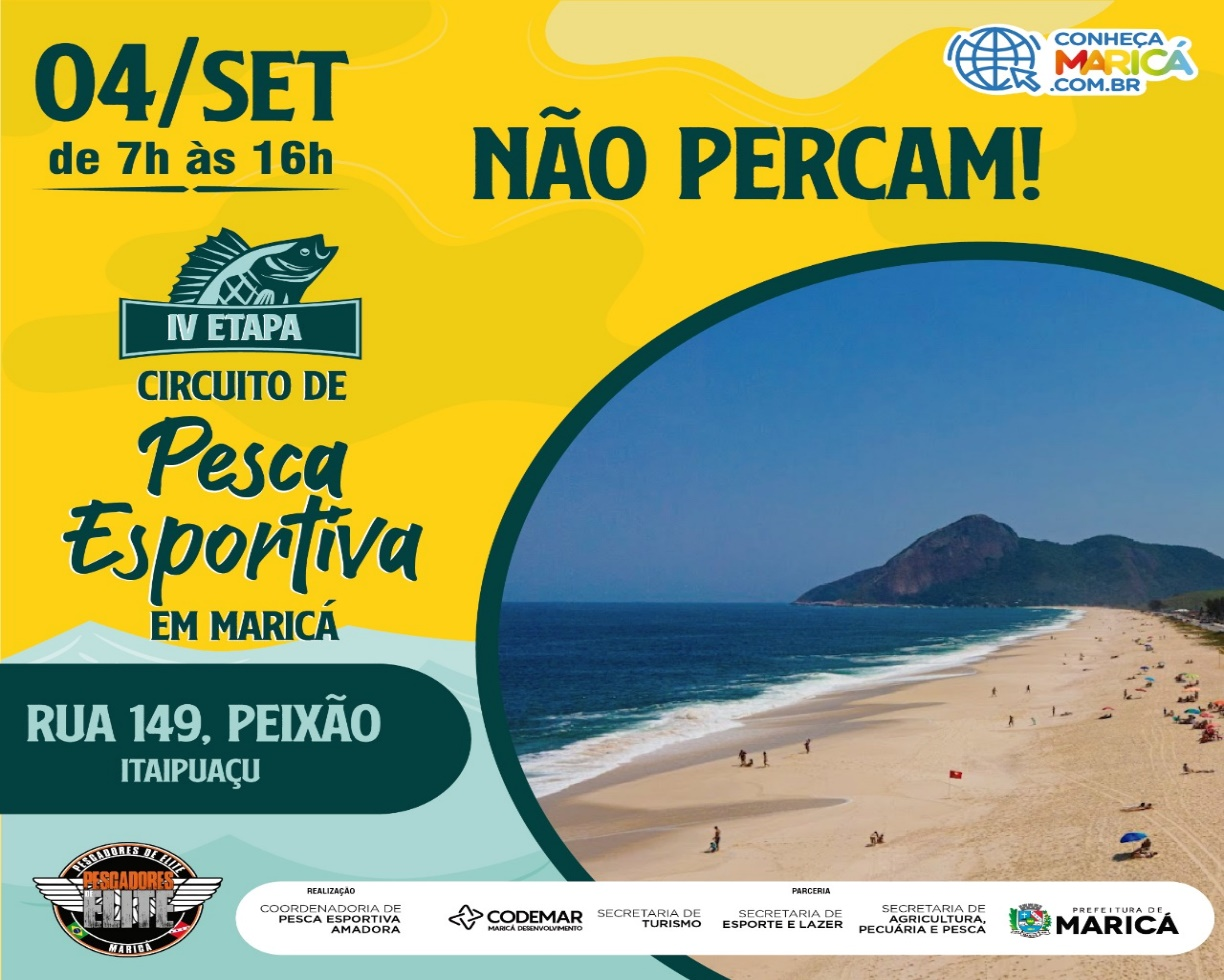 04/SET
de 7h às 16h
CONHEÇA
MARICÁ
.COM.BR
NÃO PERCAM!
IV ETAPA
CIRCUITO DE
Pesca
Esportiva
EM MARICÁ
RUA 149, PEIXÃO
ITAIPUAÇU
PESCADORES DE ELITE
PESCADORES
DE
ELITE
MARICÁ
REALIZAÇÃO
COORDENADORIA DE
PESCA ESPORTIVA
AMADORA
CODEMAR
MARICÁ DESENVOLVIMENTO
PARCERIA
SECRETARIA DE
TURISMO
SECRETARIA DE
ESPORTE E LAZER
SECRETARIA DE
AGRICULTURA,
PECUÁRIA E PESCA
PREFEITURA DE
MARICÁ